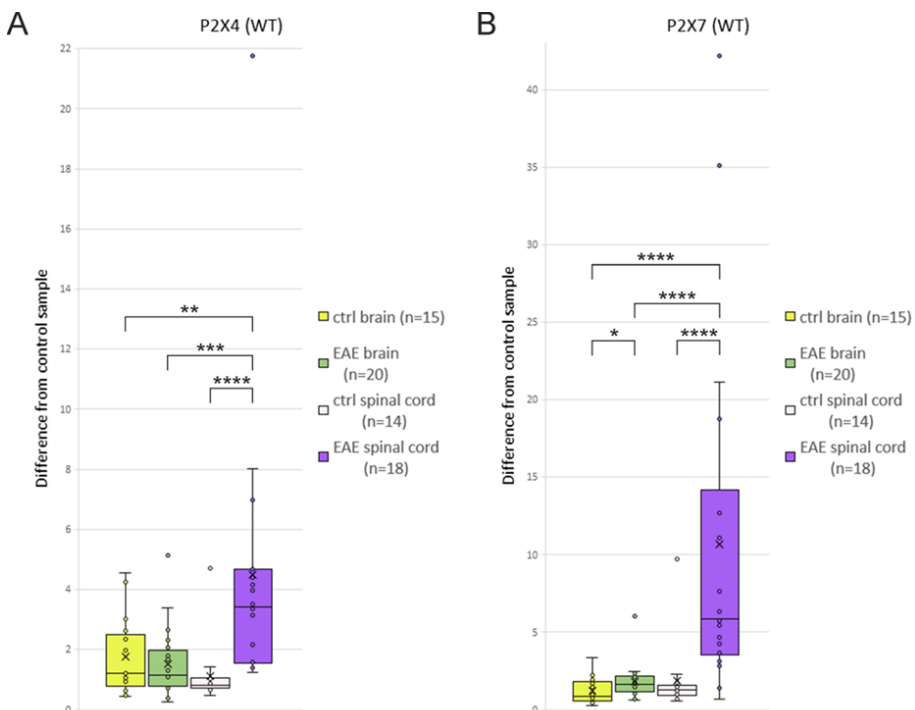 A
P2X4 (WT)
22
20
18
16
14
12
10
8
6
4
2
0
Difference from control sample
**
***
****
ctrl brain (n=15)
EAE brain
(n=20)
ctrl spinal cord
(n=14)
EAE spinal cord
(n=18)
B
P2X7 (WT)
40
35
30
25
20
15
10
5
0
Difference from control sample
****
****
*
****
ctrl brain (n=15)
EAE brain
(n=20)
ctrl spinal cord
(n=14)
EAE spinal cord
(n=18)